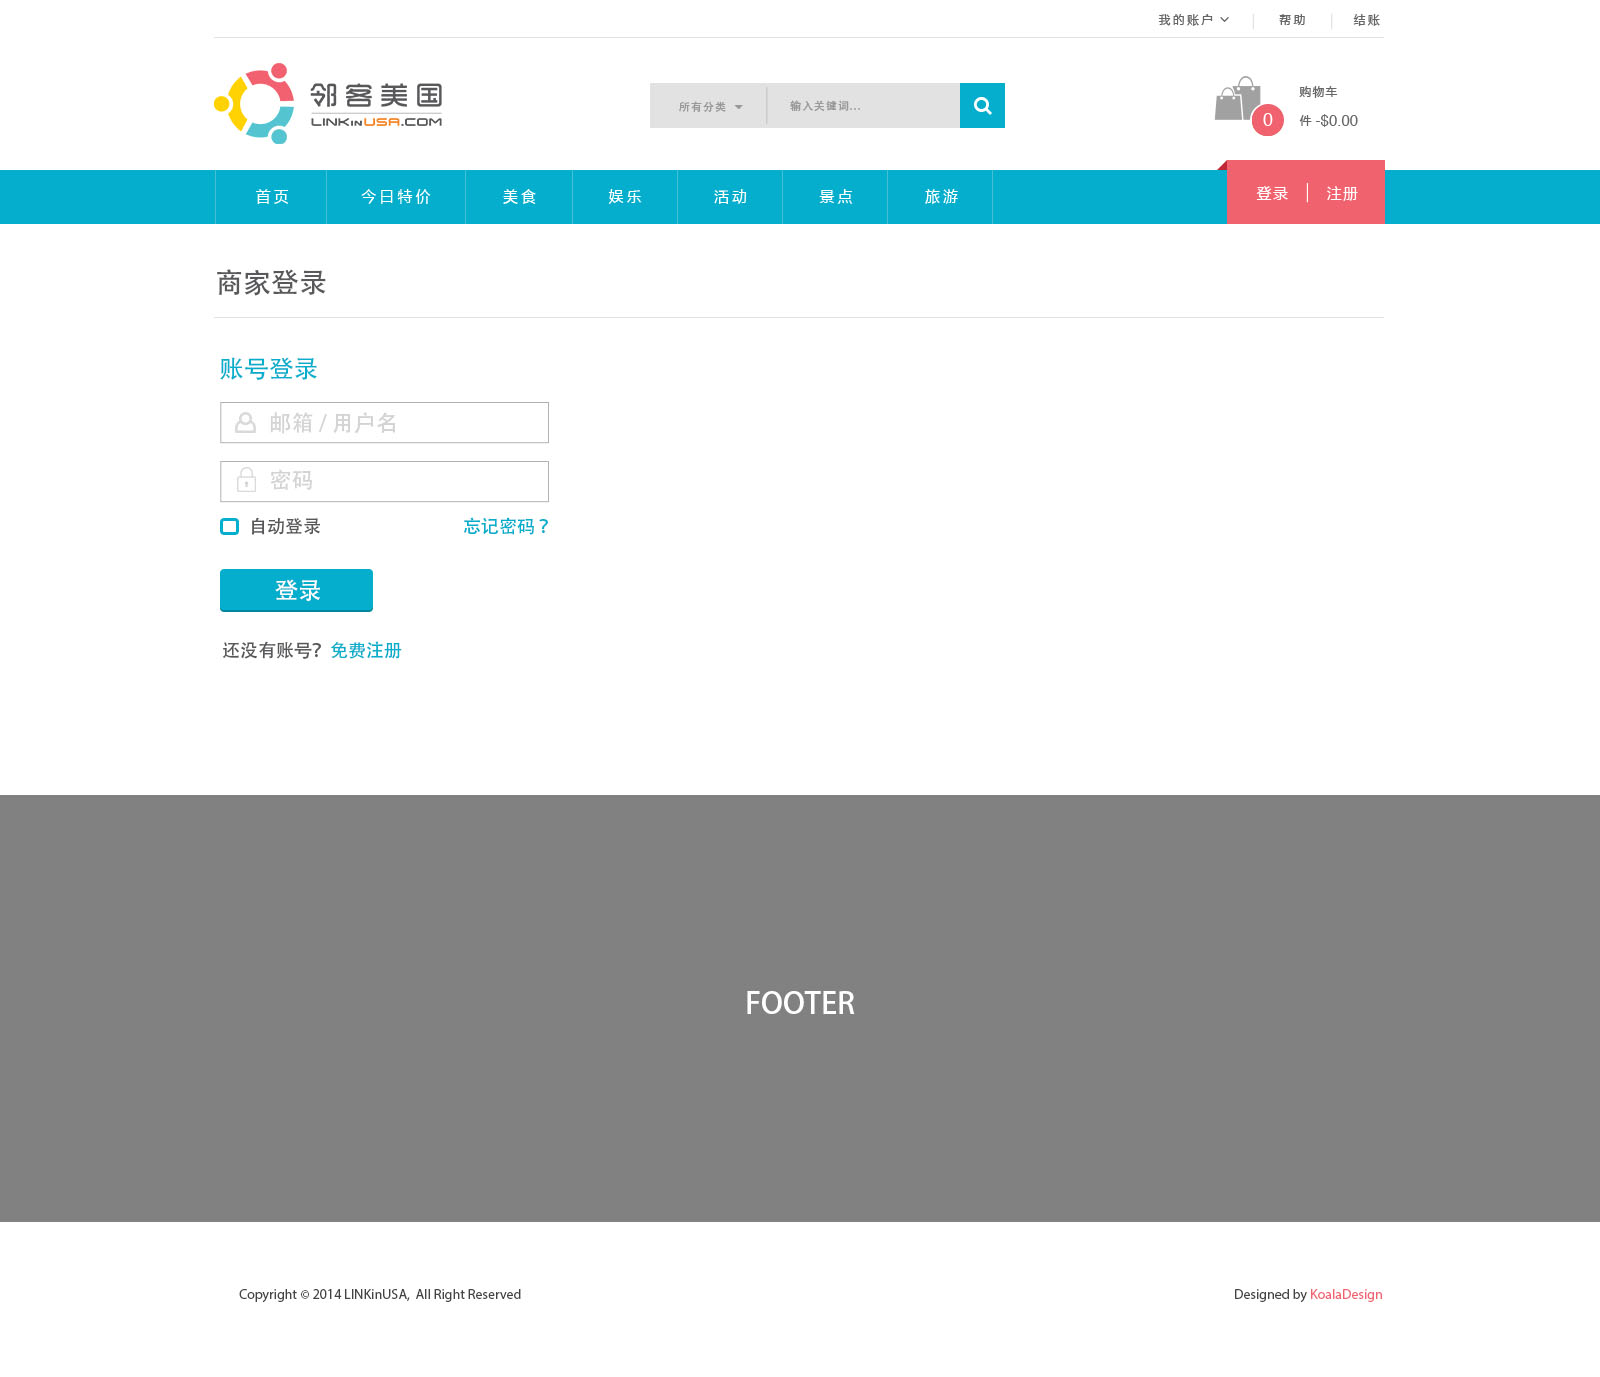 我的账户 帮助 结账
邻客美国
LINKinUSA.COM
所有分类 输入关键词...
购物车
0 件 -$0.00
首页 今日特价 美食 娱乐 活动 景点 旅游 登录 注册
商家登录
账号登录
邮箱 / 用户名
密码
自动登录 忘记密码？
登录
还没有账号? 免费注册
FOOTER
Copyright © 2014 LINKinUSA, All Right Reserved Designed by KoalaDesign